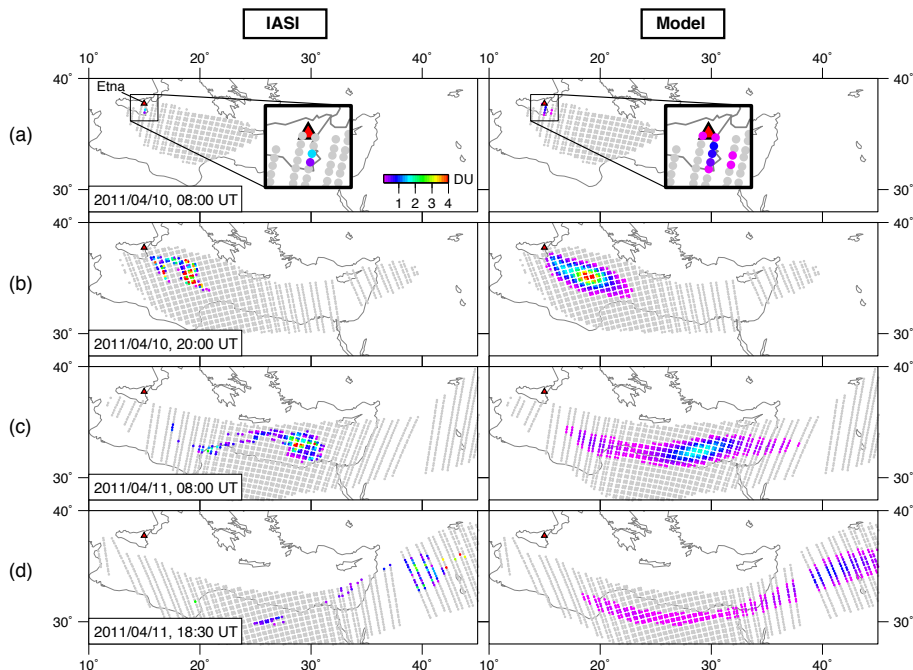 IASI Model
10° 20° 30° 40° 10° 20° 30° 40°
40° 40°
Etna
(a)
DU
1 2 3 4
30° 30°
2011/04/10, 08:00 UT
40° 40°
(b)
30° 30°
2011/04/10, 20:00 UT
40° 40°
(c)
30° 30°
2011/04/11, 08:00 UT
40° 40°
(d)
30° 30°
2011/04/11, 18:30 UT
10° 20° 30° 40° 10° 20° 30° 40°